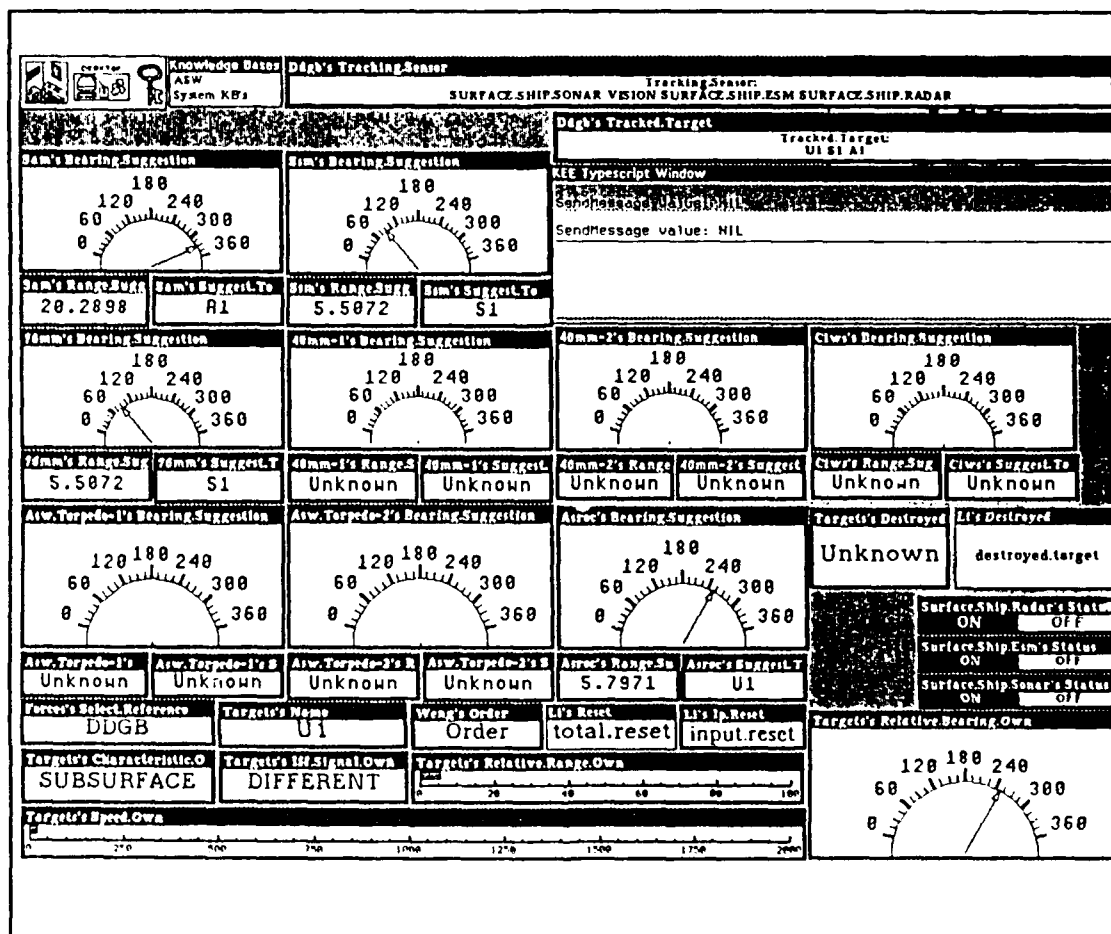 DESKTOP
Knowledge Bases
ASW
System KB's
Ddgb's Tracking.Sensor
Tracking.Sensor:
SURFACE.SHIP.SONAR VISION SURFACE.SHIP.ESM SURFACE.SHIP.RADAR
Ddgb's Tracked.Target
Tracked.Target:
U1 S1 A1
KEE Typescript Window
SendMessage value: NIL
SendMessage value: NIL
Sam's Bearing.Suggestion
0 60 120 180 240 300 360
Ssm's Bearing.Suggestion
0 60 120 180 240 300 360
Sam's Range.Sugg
20.2898
Sam's Suggest.To
A1
Ssm's Range.Sugg
5.5072
Ssm's Suggest.To
S1
76mm's Bearing.Suggestion
0 60 120 180 240 300 360
40mm-1's Bearing.Suggestion
0 60 120 180 240 300 360
40mm-2's Bearing.Suggestion
0 60 120 180 240 300 360
Ciws's Bearing.Suggestion
0 60 120 180 240 300 360
76mm's Range.Sug
5.5072
76mm's Suggest.T
S1
40mm-1's Range.S
Unknown
40mm-1's Suggest.
Unknown
40mm-2's Range
Unknown
40mm-2's Suggest
Unknown
Ciws's Range.Sug
Unknown
Ciws's Suggest.To
Unknown
Asw.Torpedo-1's Bearing.Suggestion
0 60 120 180 240 300 360
Asw.Torpedo-2's Bearing.Suggestion
0 60 120 180 240 300 360
Asroc's Bearing.Suggestion
0 60 120 180 240 300 360
Targets's Destroyed
Unknown
Li's Destroyed
destroyed.target
Surface.Ship.Radar's Status
ON OFF
Surface.Ship.Esm's Status
ON OFF
Surface.Ship.Sonar's Status
ON OFF
Asw.Torpedo-1's
Unknown
Asw.Torpedo-1's S
Unknown
Asw.Torpedo-2's R
Unknown
Asw.Torpedo-2's S
Unknown
Asroc's Range.Su
5.7971
Asroc's Suggest.T
U1
Forces's Select.Reference
DDGB
Targets's Name
U1
Weng's Order
Order
Li's Reset
total.reset
Li's Ip.Reset
input.reset
Targets's Relative.Bearing.Own
0 60 120 180 240 300 360
Targets's Characteristic.O
SUBSURFACE
Targets's Iff.Signal.Own
DIFFERENT
Targets's Relative.Range.Own
0 20 40 60 80 100
Targets's Speed.Own
0 250 500 750 1000 1250 1500 1750 2000